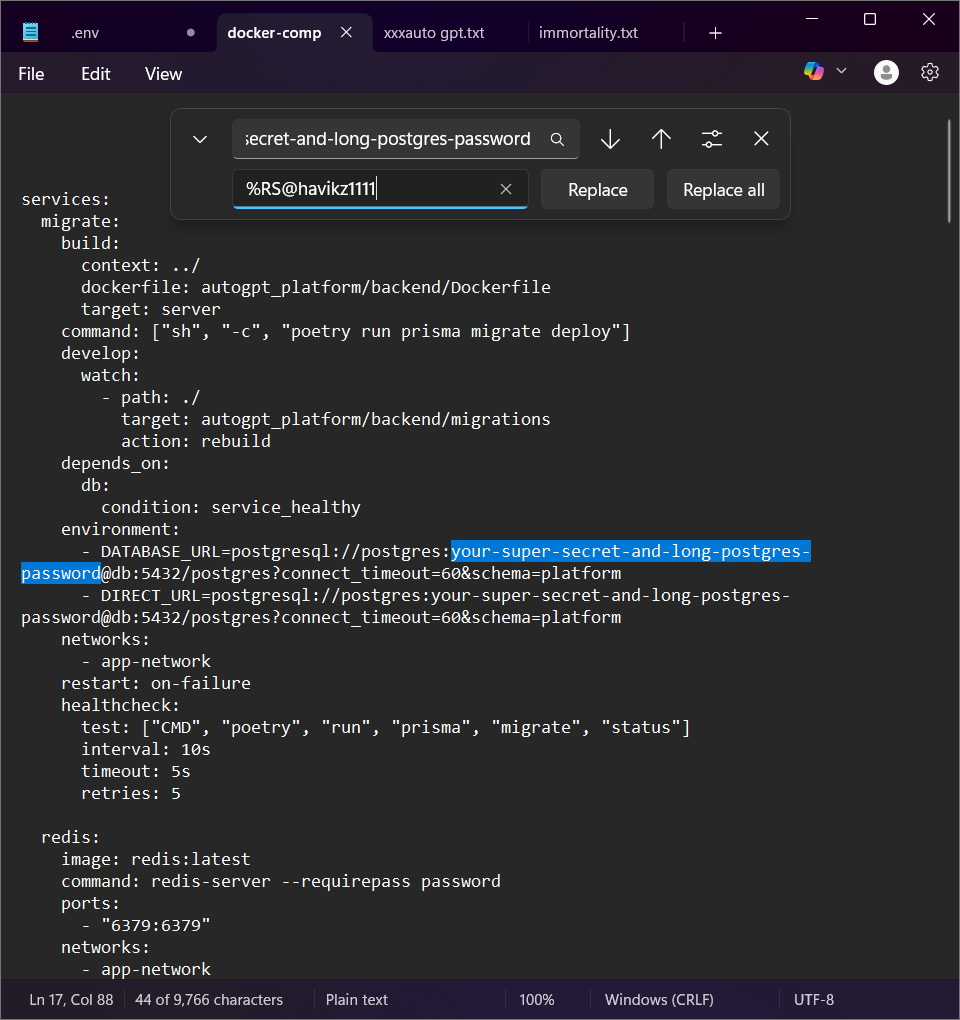 .env
docker-comp
xxxauto gpt.txt
immortality.txt
File
Edit
View
secret-and-long-postgres-password
%RS@havikz1111
Replace
Replace all
services:
  migrate:
    build:
      context: ../
      dockerfile: autogpt_platform/backend/Dockerfile
      target: server
    command: ["sh", "-c", "poetry run prisma migrate deploy"]
    develop:
      watch:
        - path: ./
          target: autogpt_platform/backend/migrations
          action: rebuild
    depends_on:
      db:
        condition: service_healthy
    environment:
      - DATABASE_URL=postgresql://postgres:your-super-secret-and-long-postgres-
password@db:5432/postgres?connect_timeout=60&schema=platform
      - DIRECT_URL=postgresql://postgres:your-super-secret-and-long-postgres-
password@db:5432/postgres?connect_timeout=60&schema=platform
    networks:
      - app-network
    restart: on-failure
    healthcheck:
      test: ["CMD", "poetry", "run", "prisma", "migrate", "status"]
      interval: 10s
      timeout: 5s
      retries: 5
  redis:
    image: redis:latest
    command: redis-server --requirepass password
    ports:
      - "6379:6379"
    networks:
      - app-network
Ln 17, Col 88
44 of 9,766 characters
Plain text
100%
Windows (CRLF)
UTF-8